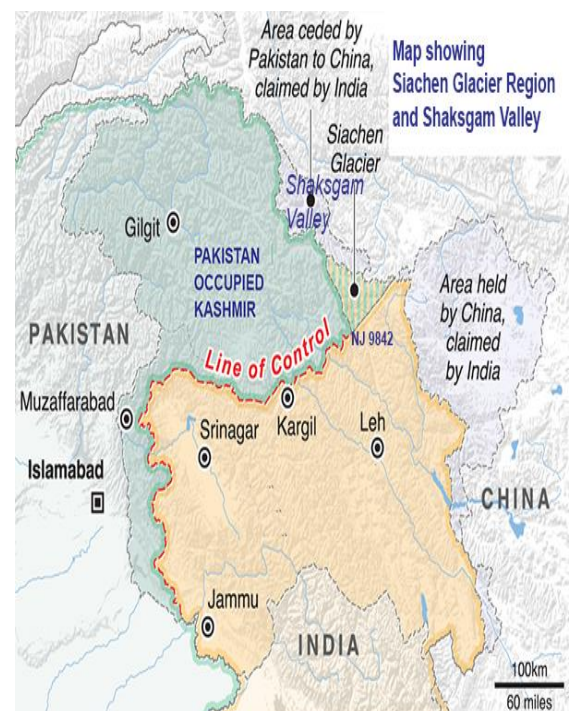 Area ceded by
Pakistan to China,
claimed by India
Map showing
Siachen Glacier Region
and Shaksgam Valley
Siachen
Glacier
Shaksgam
Valley
Gilgit
PAKISTAN
OCCUPIED
KASHMIR
Area held
by China,
claimed
by India
PAKISTAN
Line of Control
NJ 9842
Muzaffarabad
Kargil
Leh
Srinagar
Islamabad
CHINA
Jammu
INDIA
100km
60 miles